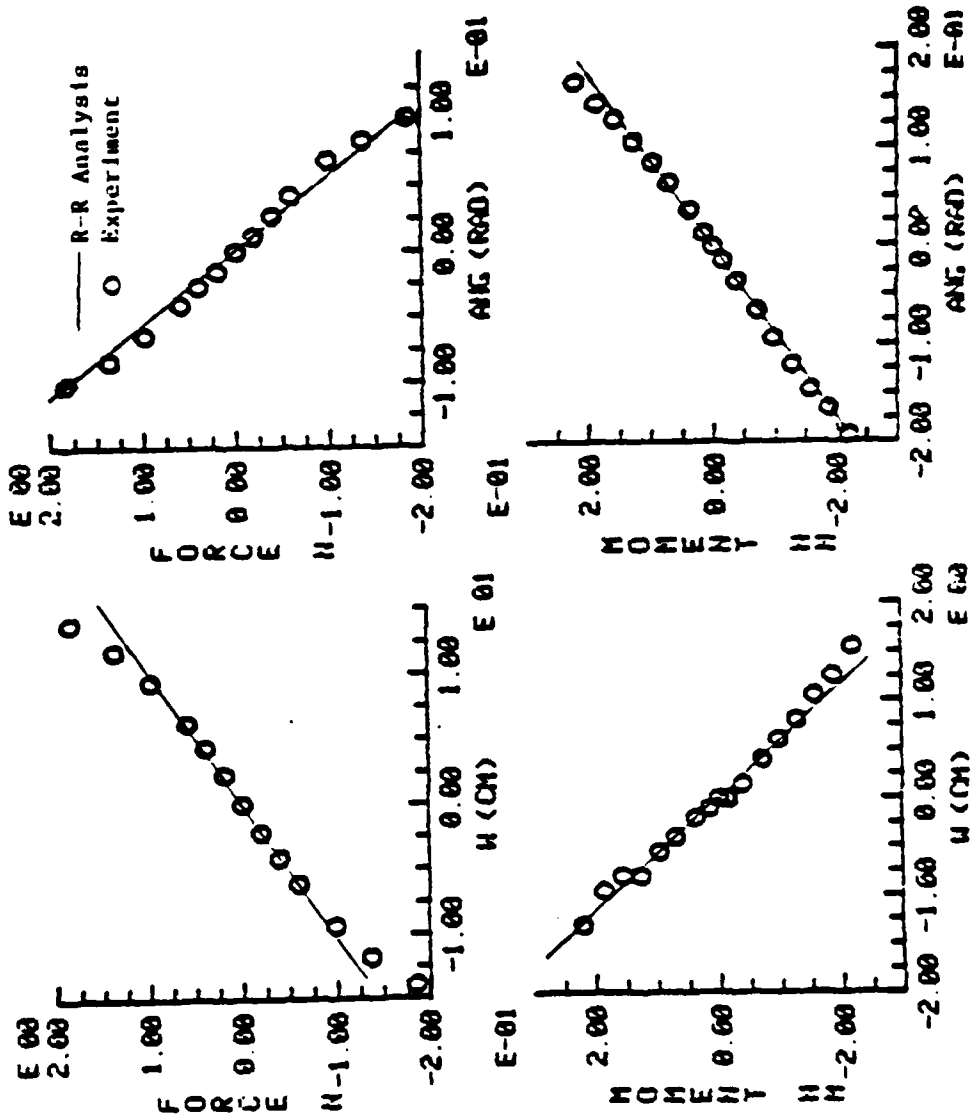 R-R Analysis
Experiment
E 00
2.00
1.00
0.00
-1.00
-2.00
FORCE N
-1.00 0.00 1.00
E 01
W (CM)
E 00
2.00
1.00
0.00
-1.00
-2.00
FORCE N
-1.00 0.00 1.00
E-01
ANG (RAD)
E-01
2.00
0.00
-2.00
MOMENT NM
-2.00 -1.00 0.00 1.00 2.00
E 00
W (CM)
E-01
2.00
0.00
-2.00
MOMENT NM
-2.00 -1.00 0.00 1.00 2.00
E-01
ANG (RAD)